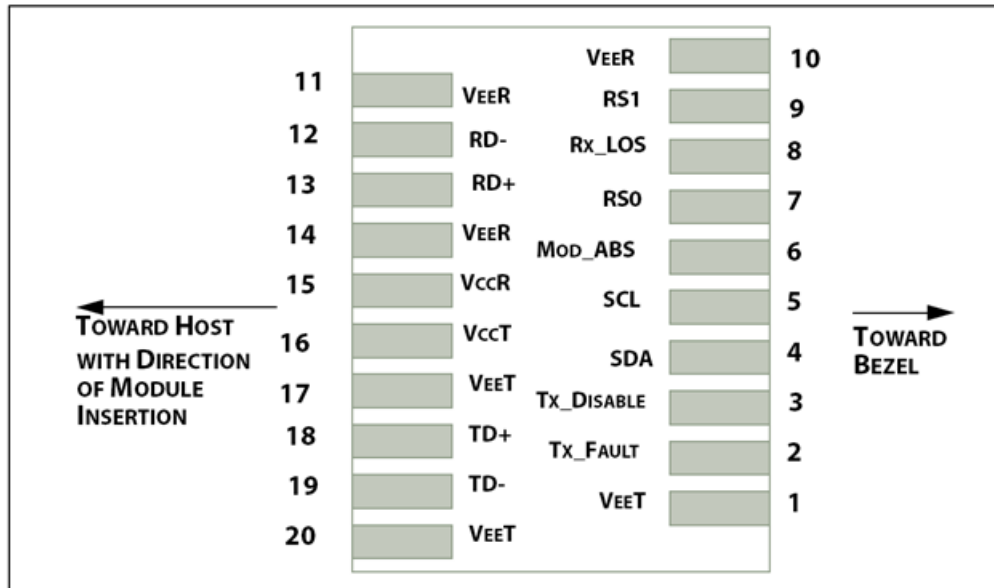 11 VEER
12 RD-
13 RD+
14 VEER
15 VCCR
16 VCCT
17 VEET
18 TD+
19 TD-
20 VEET
VEER 10
RS1 9
RX_LOS 8
RS0 7
MOD_ABS 6
SCL 5
SDA 4
TX_DISABLE 3
TX_FAULT 2
VEET 1
TOWARD HOST
WITH DIRECTION
OF MODULE
INSERTION
TOWARD
BEZEL